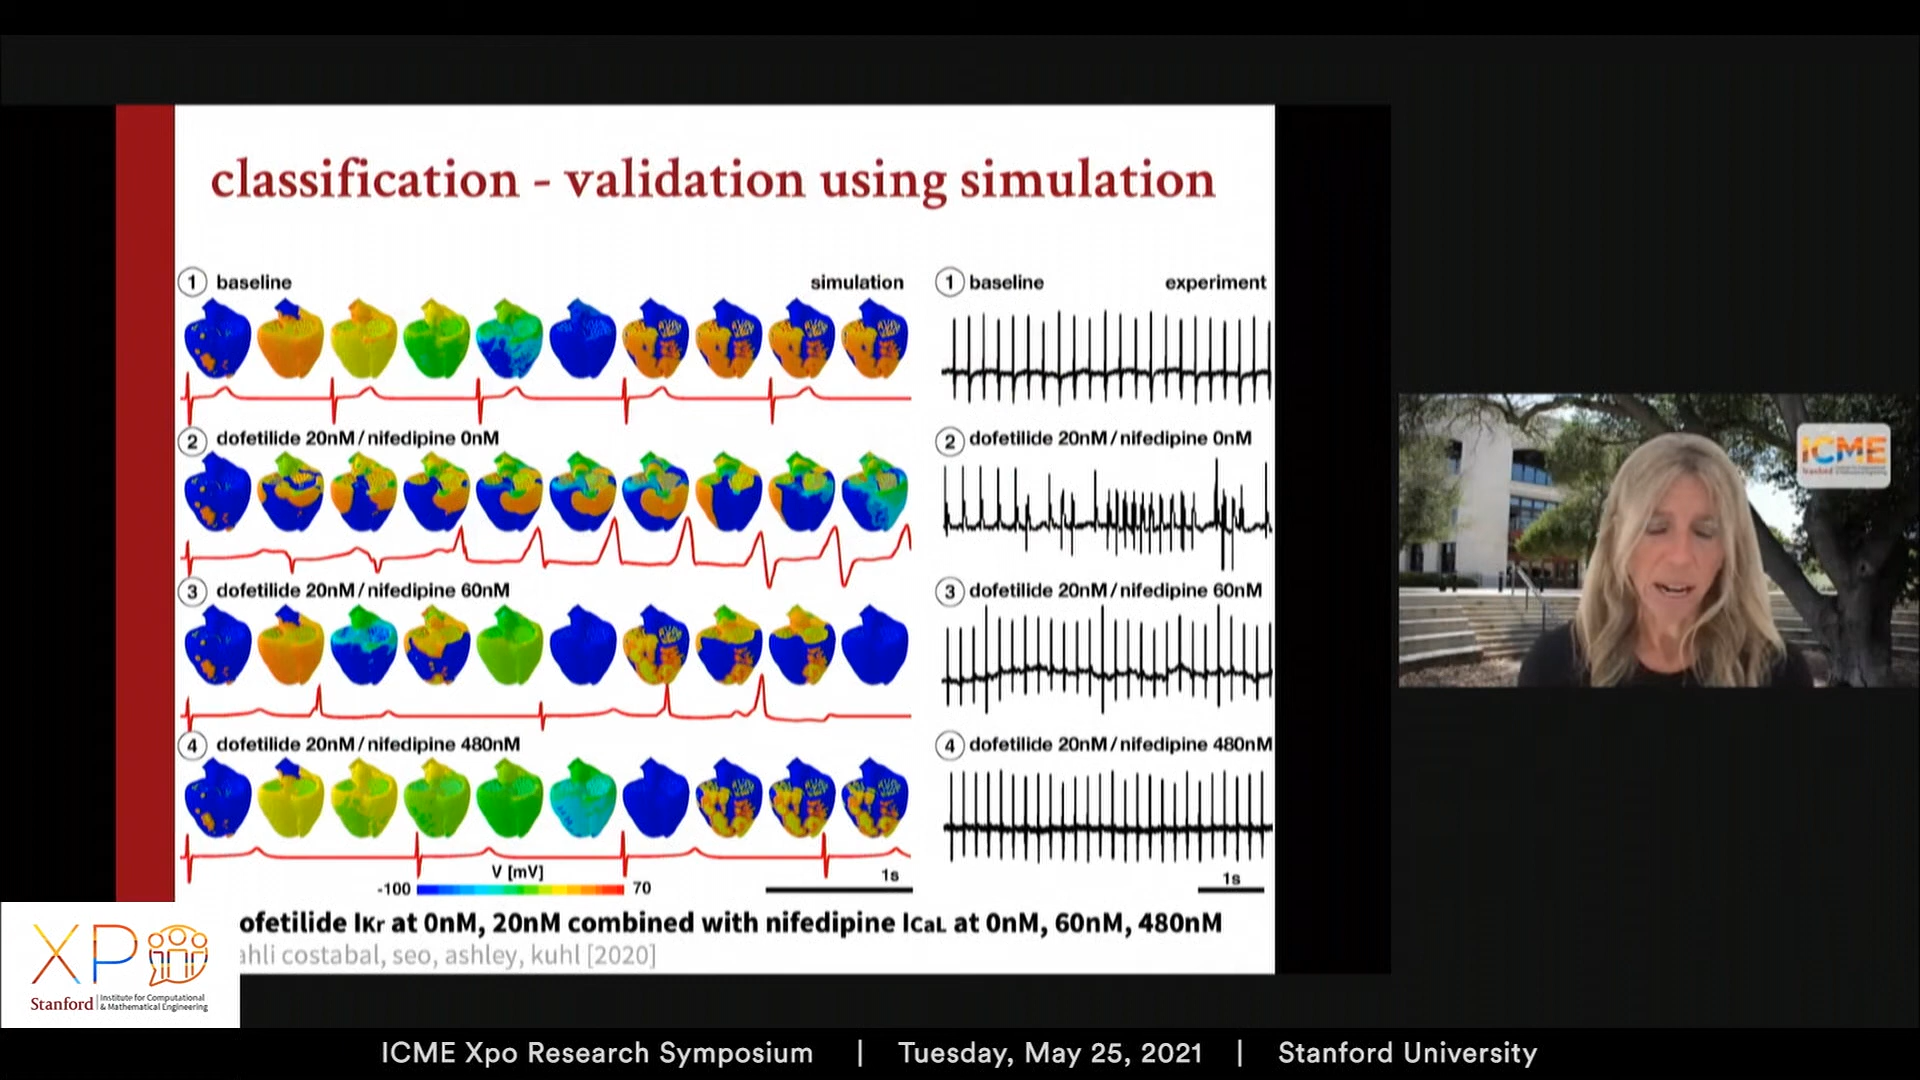 classification - validation using simulation
1 baseline simulation
1 baseline experiment
2 dofetilide 20nM/nifedipine 0nM
2 dofetilide 20nM/nifedipine 0nM
3 dofetilide 20nM/nifedipine 60nM
3 dofetilide 20nM/nifedipine 60nM
4 dofetilide 20nM/nifedipine 480nM
4 dofetilide 20nM/nifedipine 480nM
V [mV]
-100 70
1s
1s
ofetilide IKr at 0nM, 20nM combined with nifedipine ICaL at 0nM, 60nM, 480nM
ahli costabal, seo, ashley, kuhl [2020]
ICME
Stanford
XPO
Stanford Institute for Computational
& Mathematical Engineering
ICME Xpo Research Symposium | Tuesday, May 25, 2021 | Stanford University